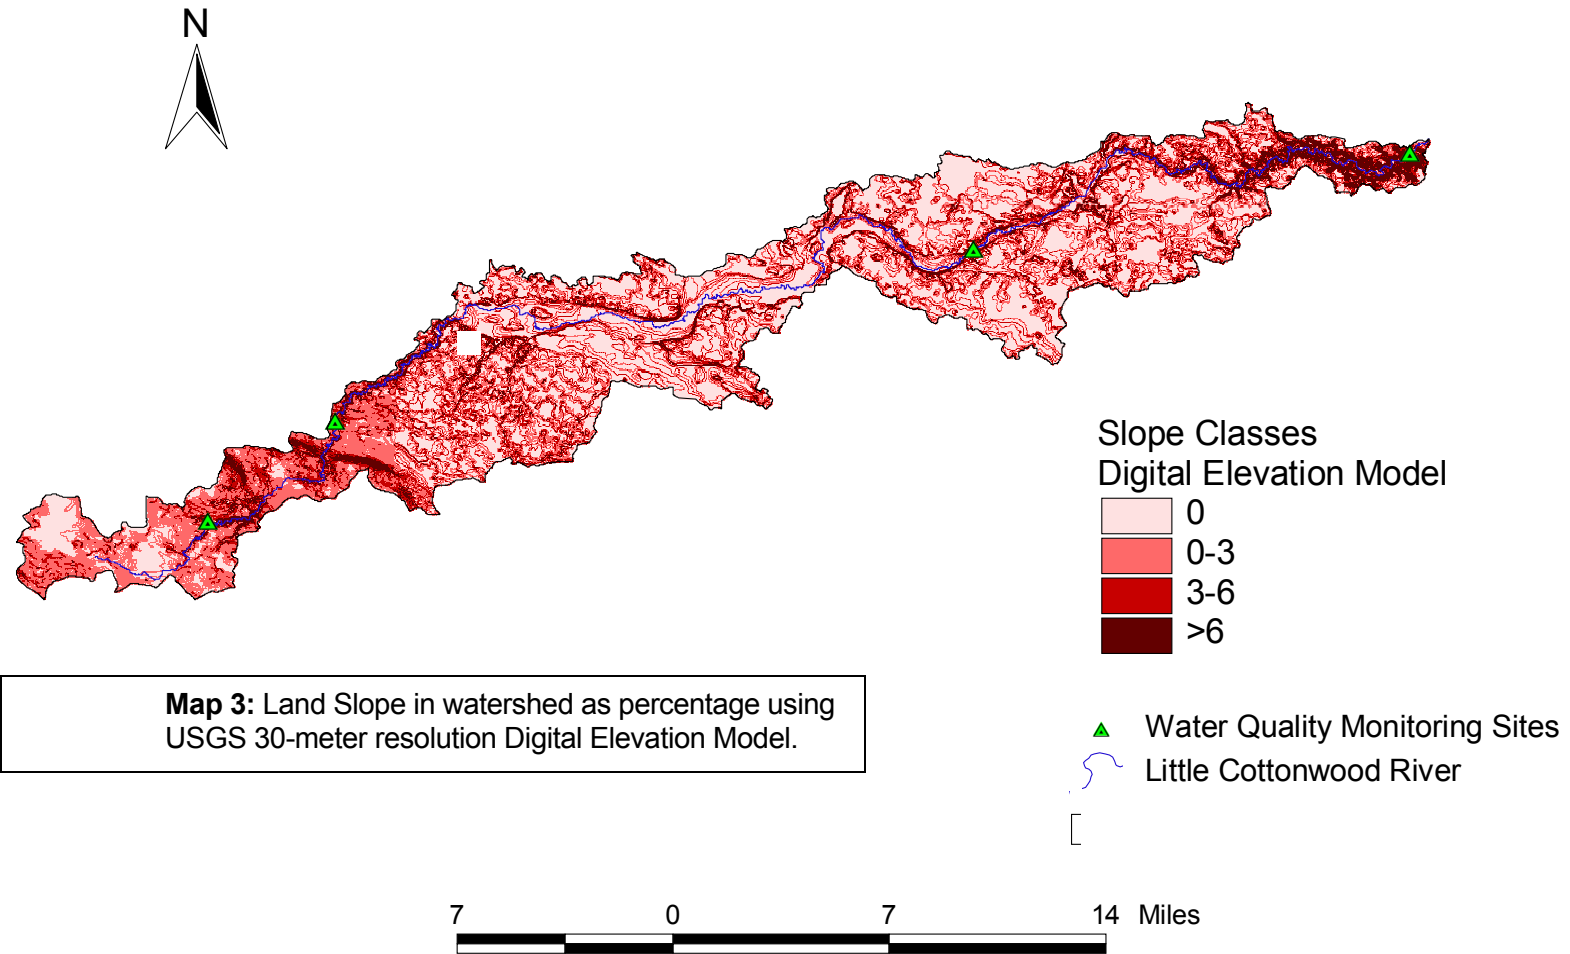 N
Slope Classes
Digital Elevation Model
0
0-3
3-6
>6
Map 3: Land Slope in watershed as percentage using
USGS 30-meter resolution Digital Elevation Model.
Water Quality Monitoring Sites
Little Cottonwood River
7 0 7 14 Miles